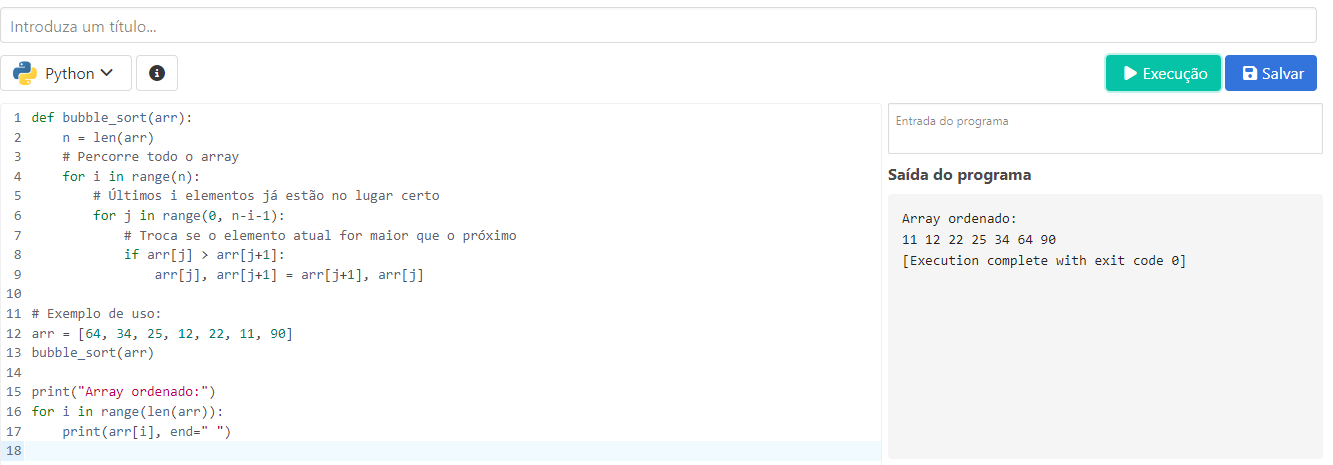 Introduza um título...
Python
Execução
Salvar
1 def bubble_sort(arr):
2     n = len(arr)
3     # Percorre todo o array
4     for i in range(n):
5         # Últimos i elementos já estão no lugar certo
6         for j in range(0, n-i-1):
7             # Troca se o elemento atual for maior que o próximo
8             if arr[j] > arr[j+1]:
9                 arr[j], arr[j+1] = arr[j+1], arr[j]
10
11 # Exemplo de uso:
12 arr = [64, 34, 25, 12, 22, 11, 90]
13 bubble_sort(arr)
14
15 print("Array ordenado:")
16 for i in range(len(arr)):
17     print(arr[i], end=" ")
18
Entrada do programa
Saída do programa
Array ordenado:
11 12 22 25 34 64 90
[Execution complete with exit code 0]